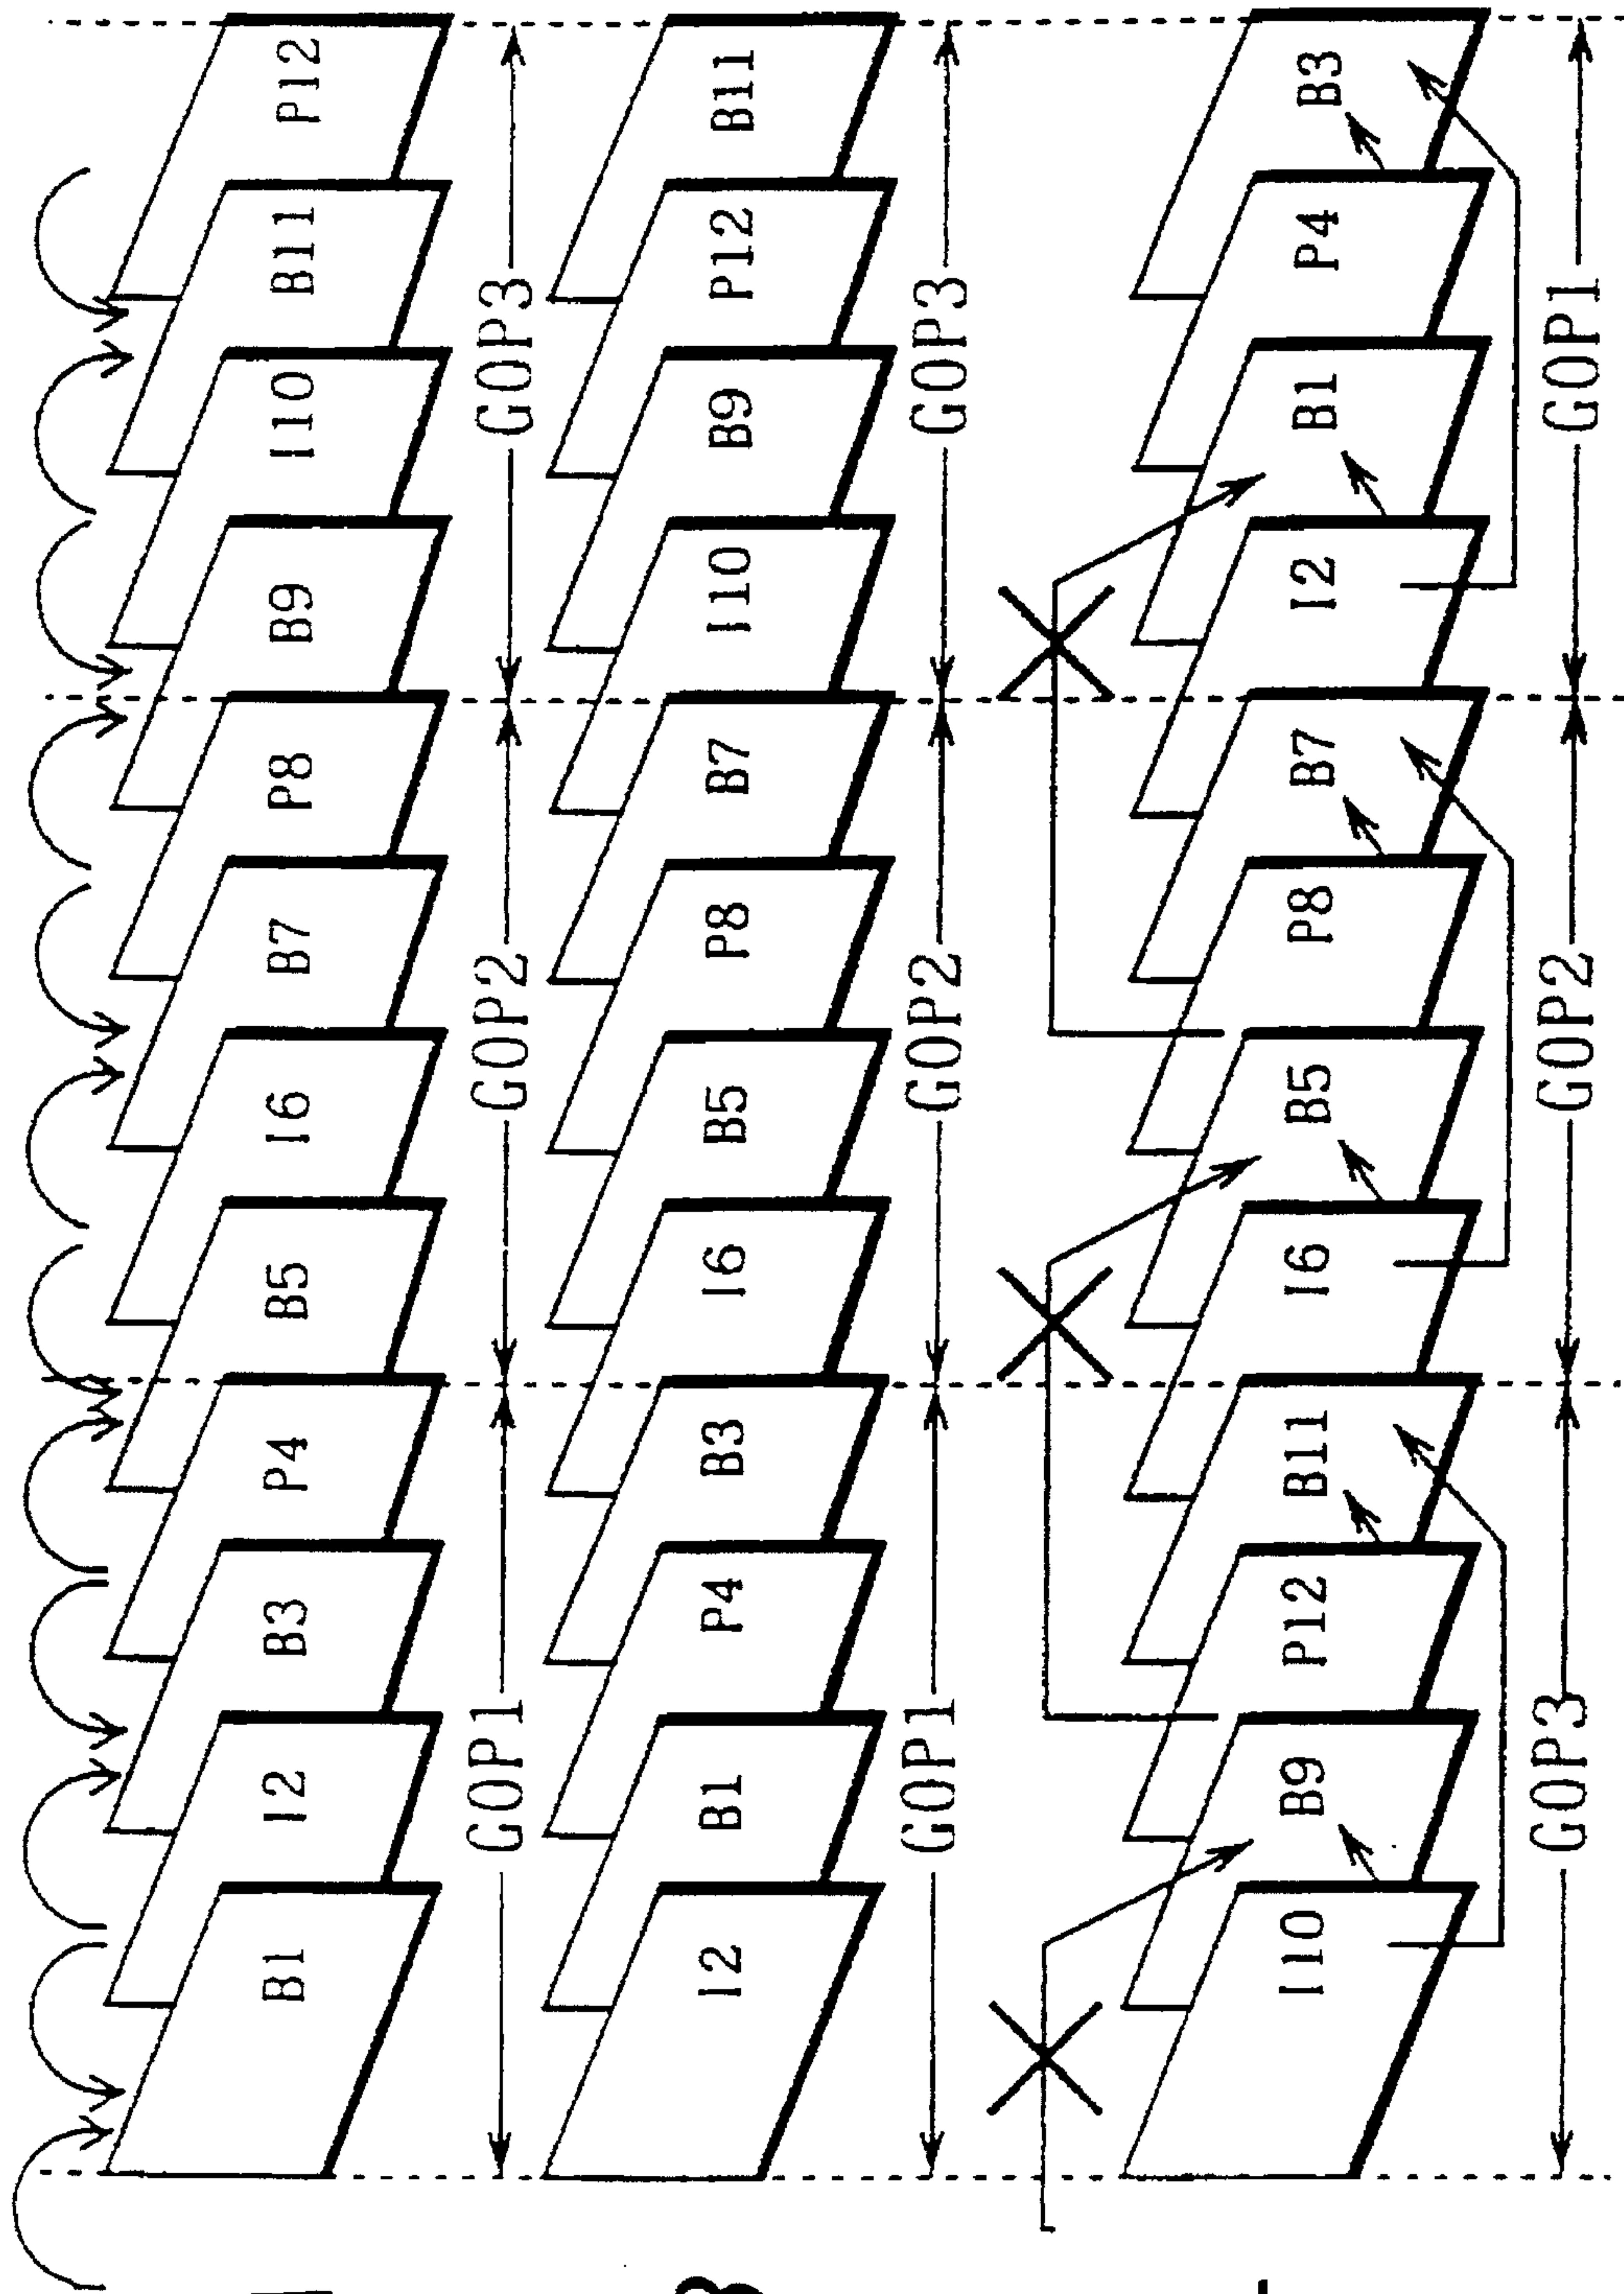 B1 I2 B3 P4 B5 I6 B7 P8 B9 I10 B11 P12
GOP1 GOP2 GOP3
I2 B1 P4 B3 I6 B5 P8 B7 I10 B9 P12 B11
GOP1 GOP2 GOP3
I10 B9 P12 B11 I6 B5 P8 B7 I2 B1 P4 B3
GOP3 GOP2 GOP1